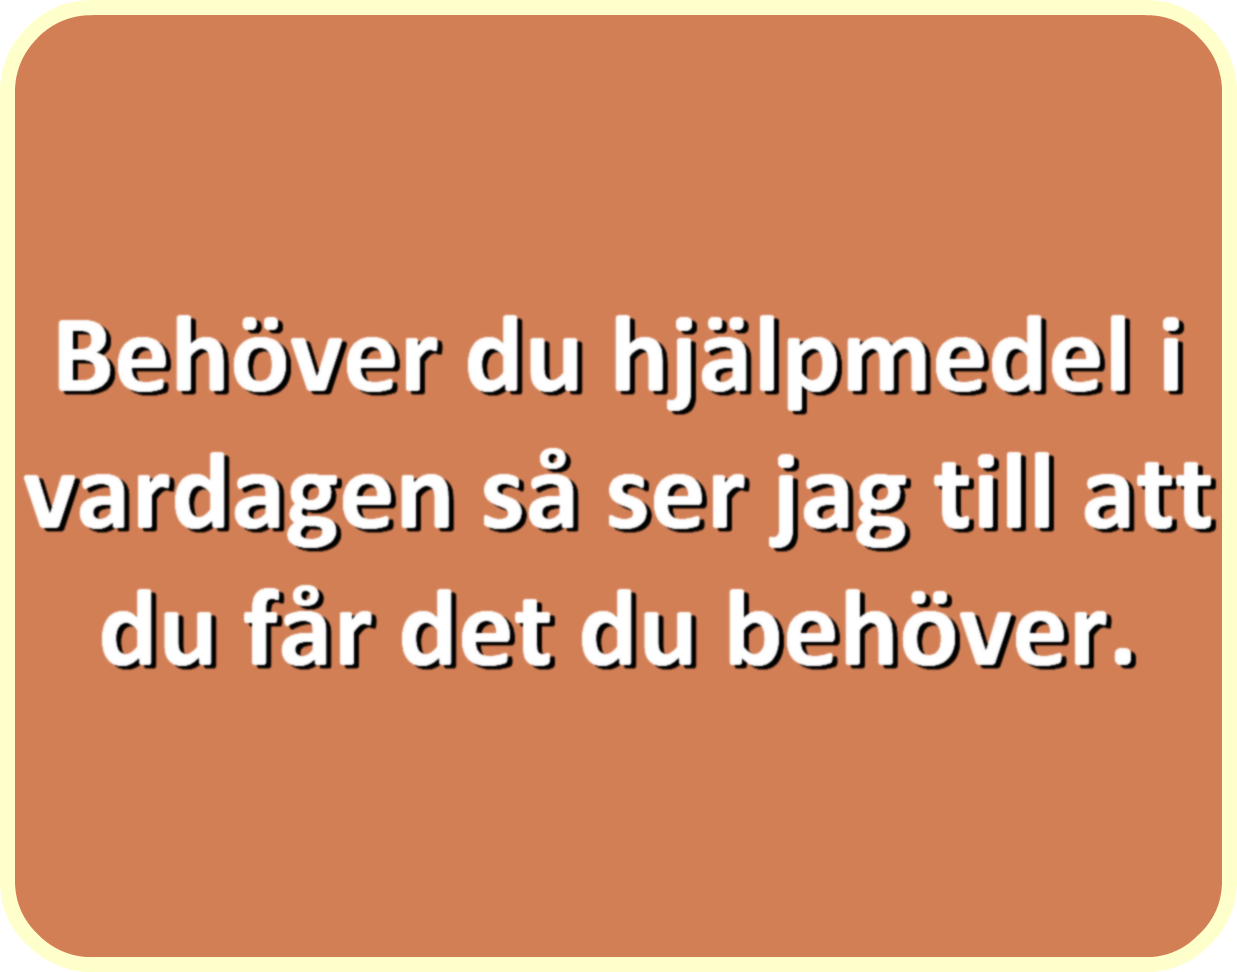 Behöver du hjälpmedel i
vardagen så ser jag till att
du får det du behöver.